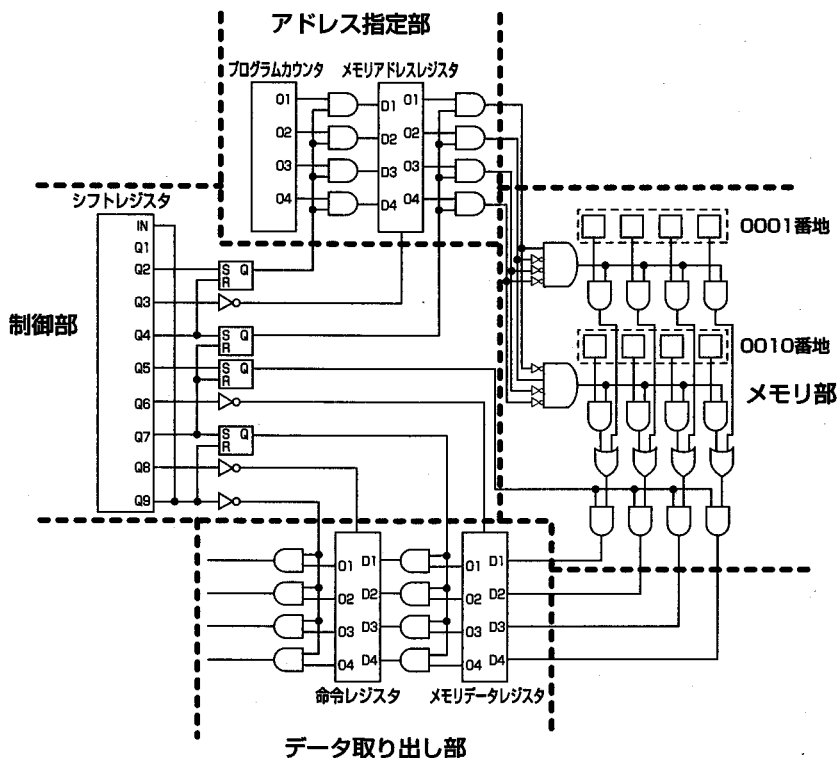 アドレス指定部
プログラムカウンタ
メモリアドレスレジスタ
O1
O2
O3
O4
D1
D2
D3
D4
O1
O2
O3
O4
シフトレジスタ
IN
Q1
Q2
Q3
Q4
Q5
Q6
Q7
Q8
Q9
制御部
S Q
R
S Q
R
S Q
R
S Q
R
0001番地
0010番地
メモリ部
O1
O2
O3
O4
D1
D2
D3
D4
O1
O2
O3
O4
D1
D2
D3
D4
命令レジスタ
メモリデータレジスタ
データ取り出し部